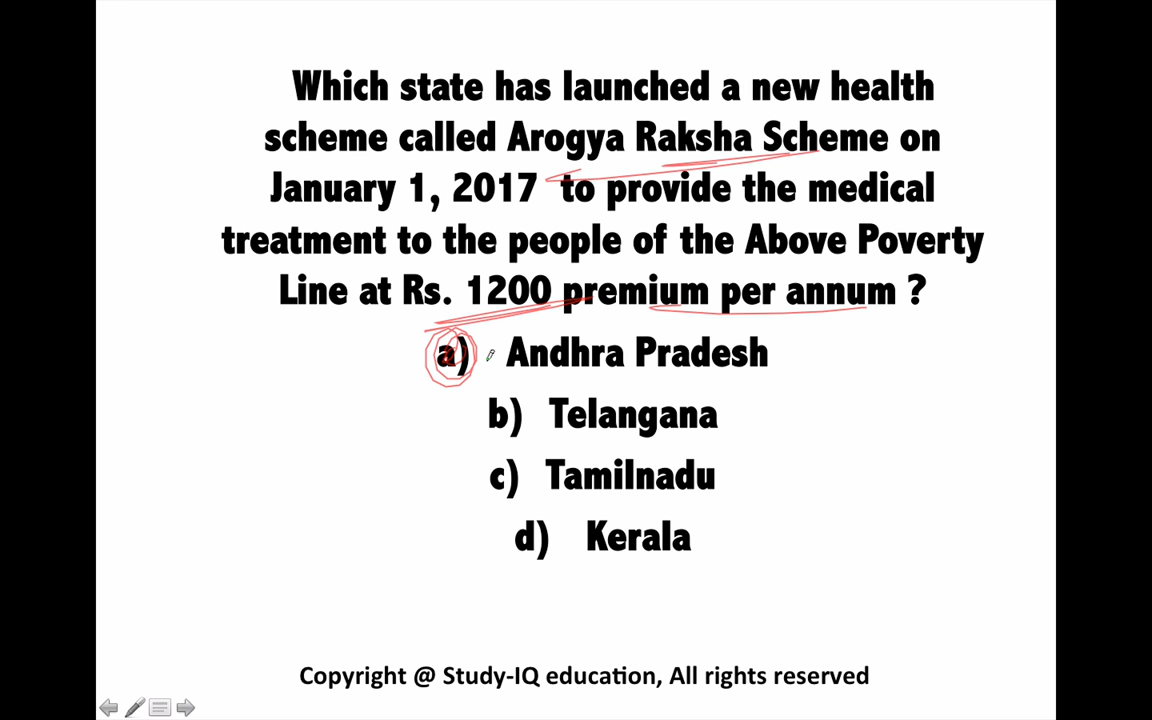 Which state has launched a new health
scheme called Arogya Raksha Scheme on
January 1, 2017 to provide the medical
treatment to the people of the Above Poverty
Line at Rs. 1200 premium per annum ?
a) Andhra Pradesh
b) Telangana
c) Tamilnadu
d) Kerala
Copyright @ Study-IQ education, All rights reserved